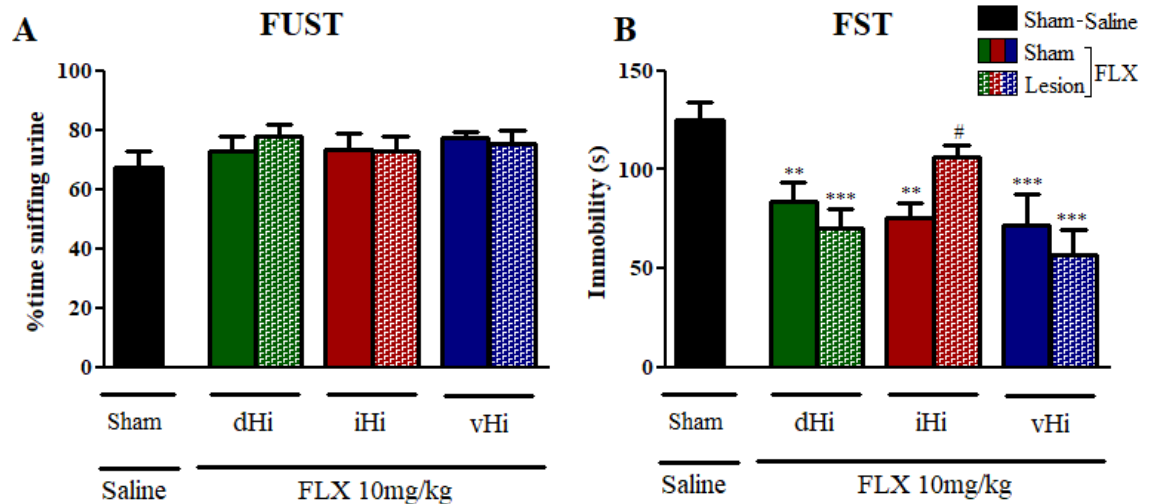 A
FUST
%time sniffing urine
100
80
60
40
20
0
Sham
dHi
iHi
vHi
Saline
FLX 10mg/kg
B
FST
Sham-Saline
Sham
Lesion
FLX
Immobility (s)
150
100
50
0
**
***
**
#
***
***
Sham
dHi
iHi
vHi
Saline
FLX 10mg/kg